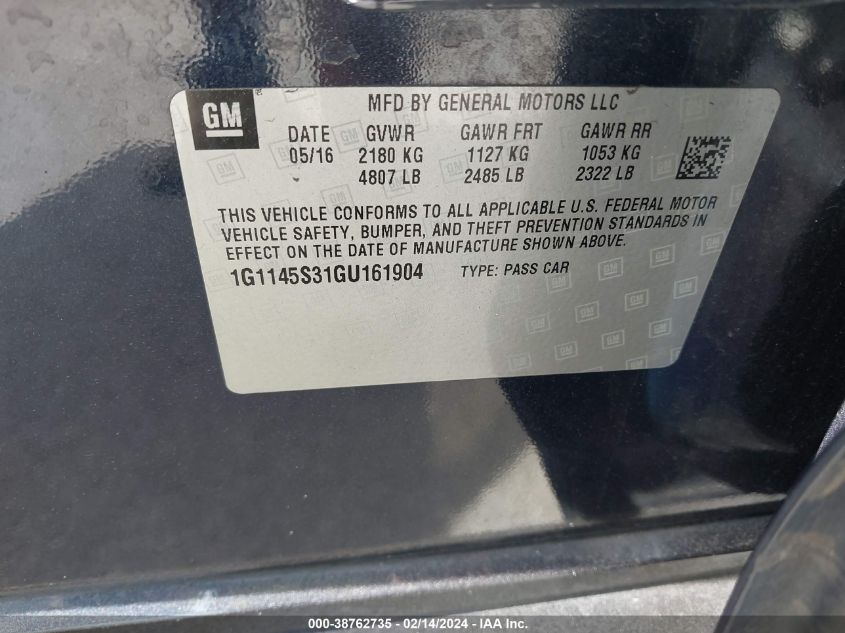 GM
MFD BY GENERAL MOTORS LLC
DATE GVWR GAWR FRT GAWR RR
05/16 2180 KG 1127 KG 1053 KG
4807 LB 2485 LB 2322 LB
THIS VEHICLE CONFORMS TO ALL APPLICABLE U.S. FEDERAL MOTOR
VEHICLE SAFETY, BUMPER, AND THEFT PREVENTION STANDARDS IN
EFFECT ON THE DATE OF MANUFACTURE SHOWN ABOVE.
1G1145S31GU161904 TYPE: PASS CAR
000-38762735 - 02/14/2024 - IAAI.COM